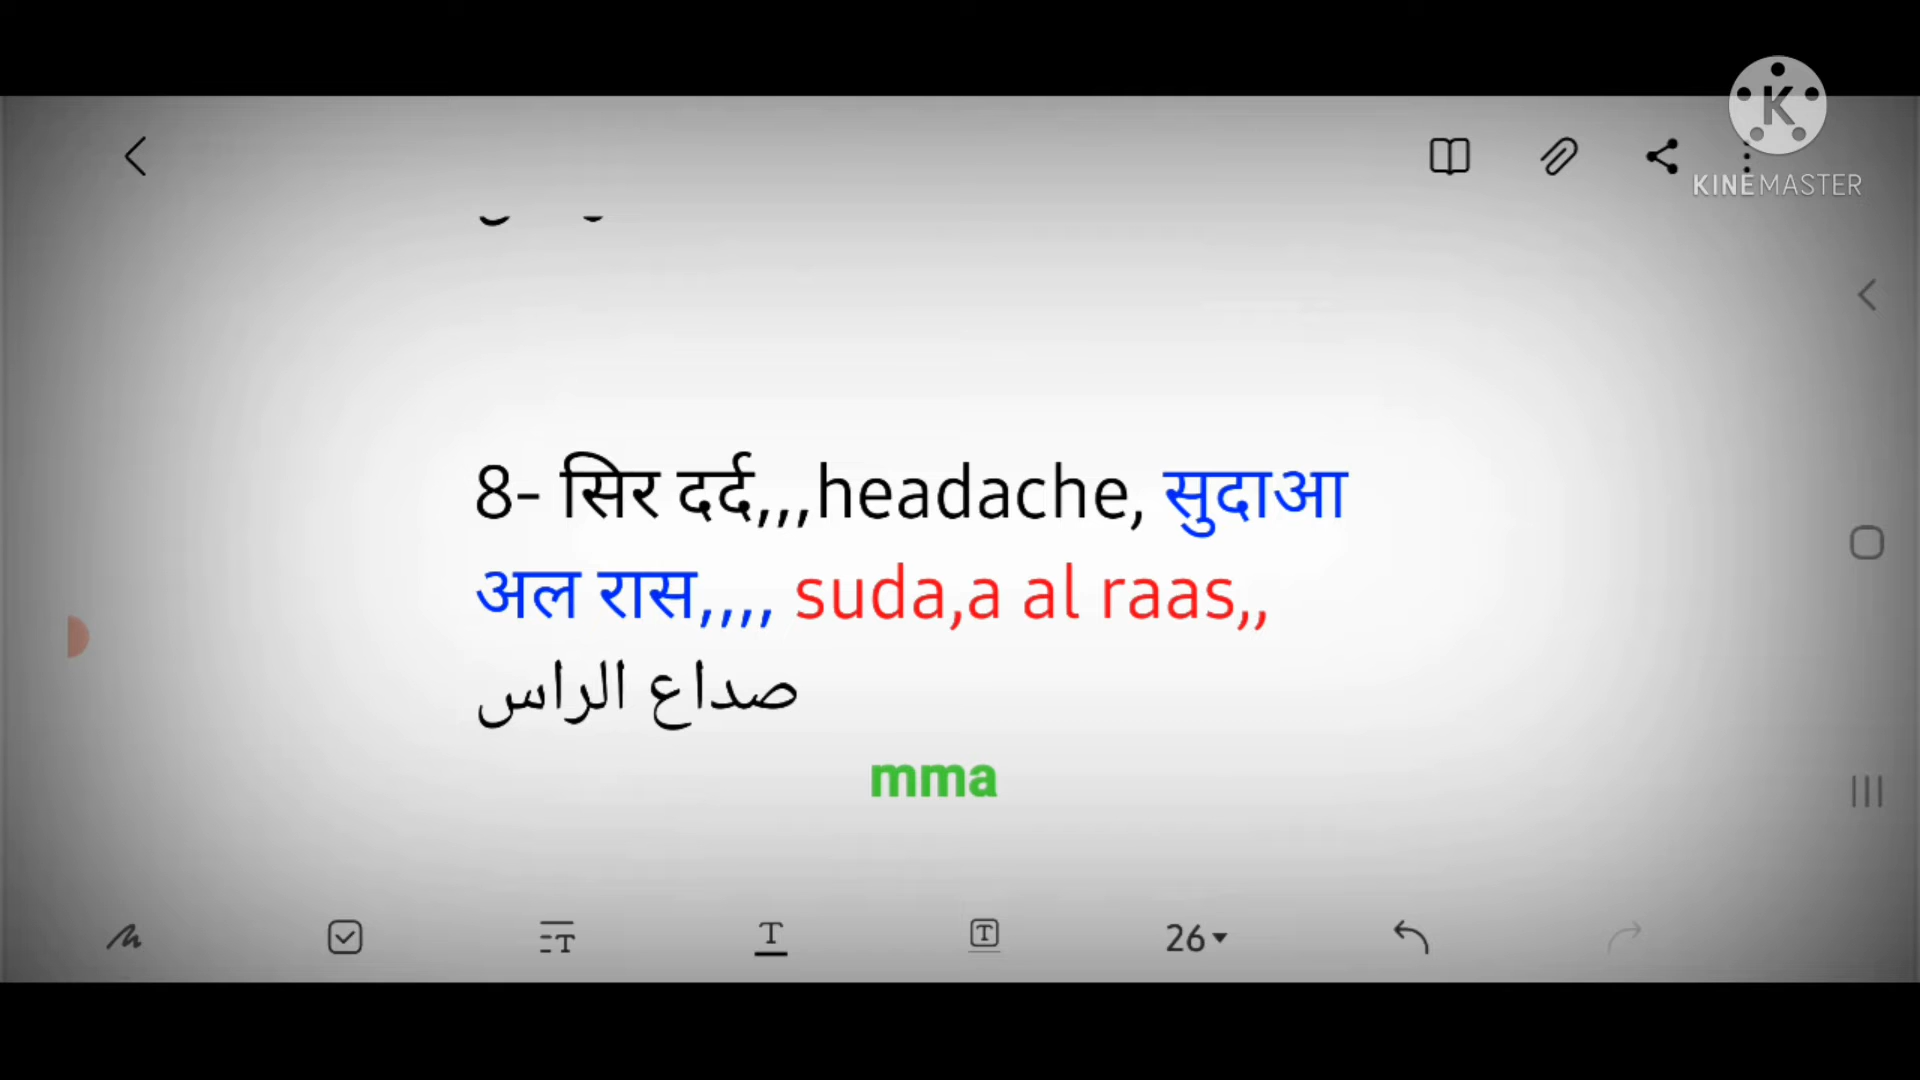 KINEMASTER
8- सिर दर्द,,,headache, सुदाआ
अल रास,,,, suda,a al raas,,
صداع الراس
mma
26